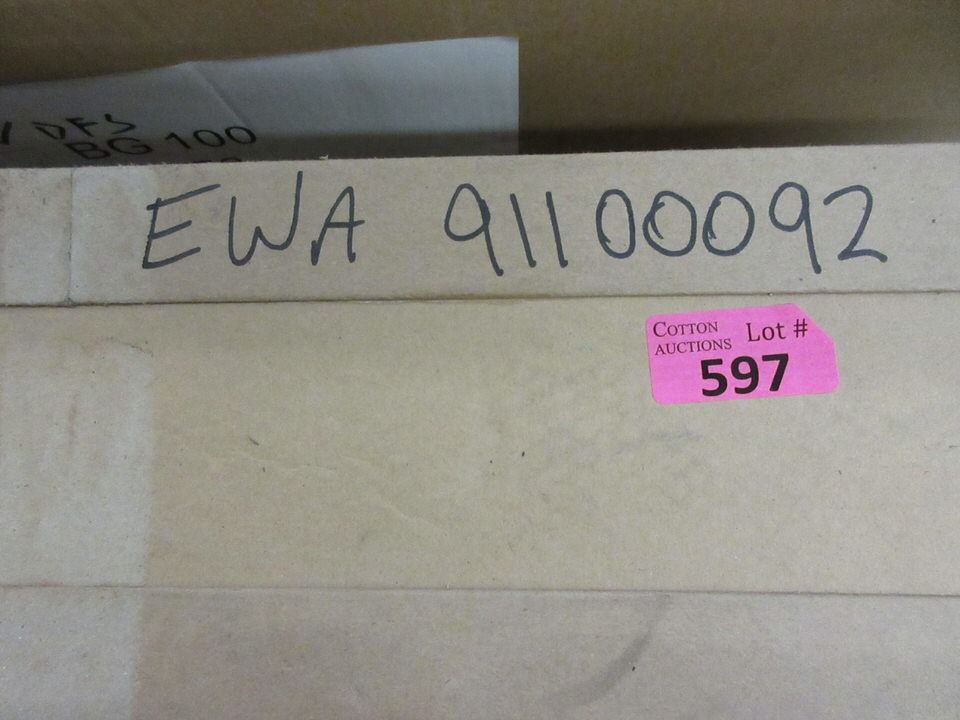 BG 100
EWA 91100092
COTTON Lot #
AUCTIONS
597